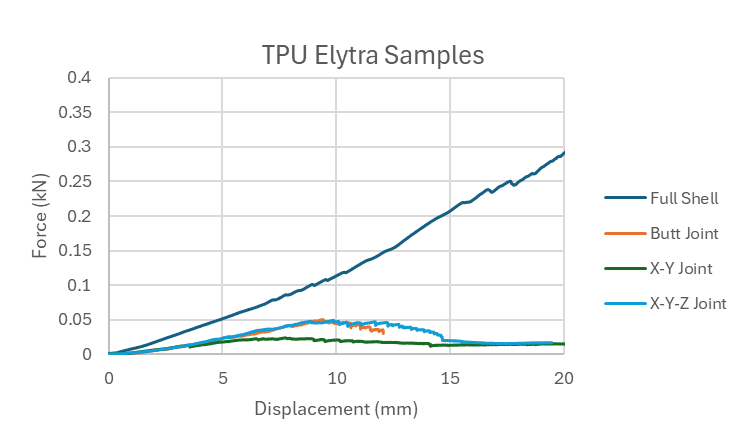 TPU Elytra Samples
0.4
0.35
0.3
0.25
0.2
0.15
0.1
0.05
0
Force (kN)
0 5 10 15 20
Displacement (mm)
Full Shell
Butt Joint
X-Y Joint
X-Y-Z Joint